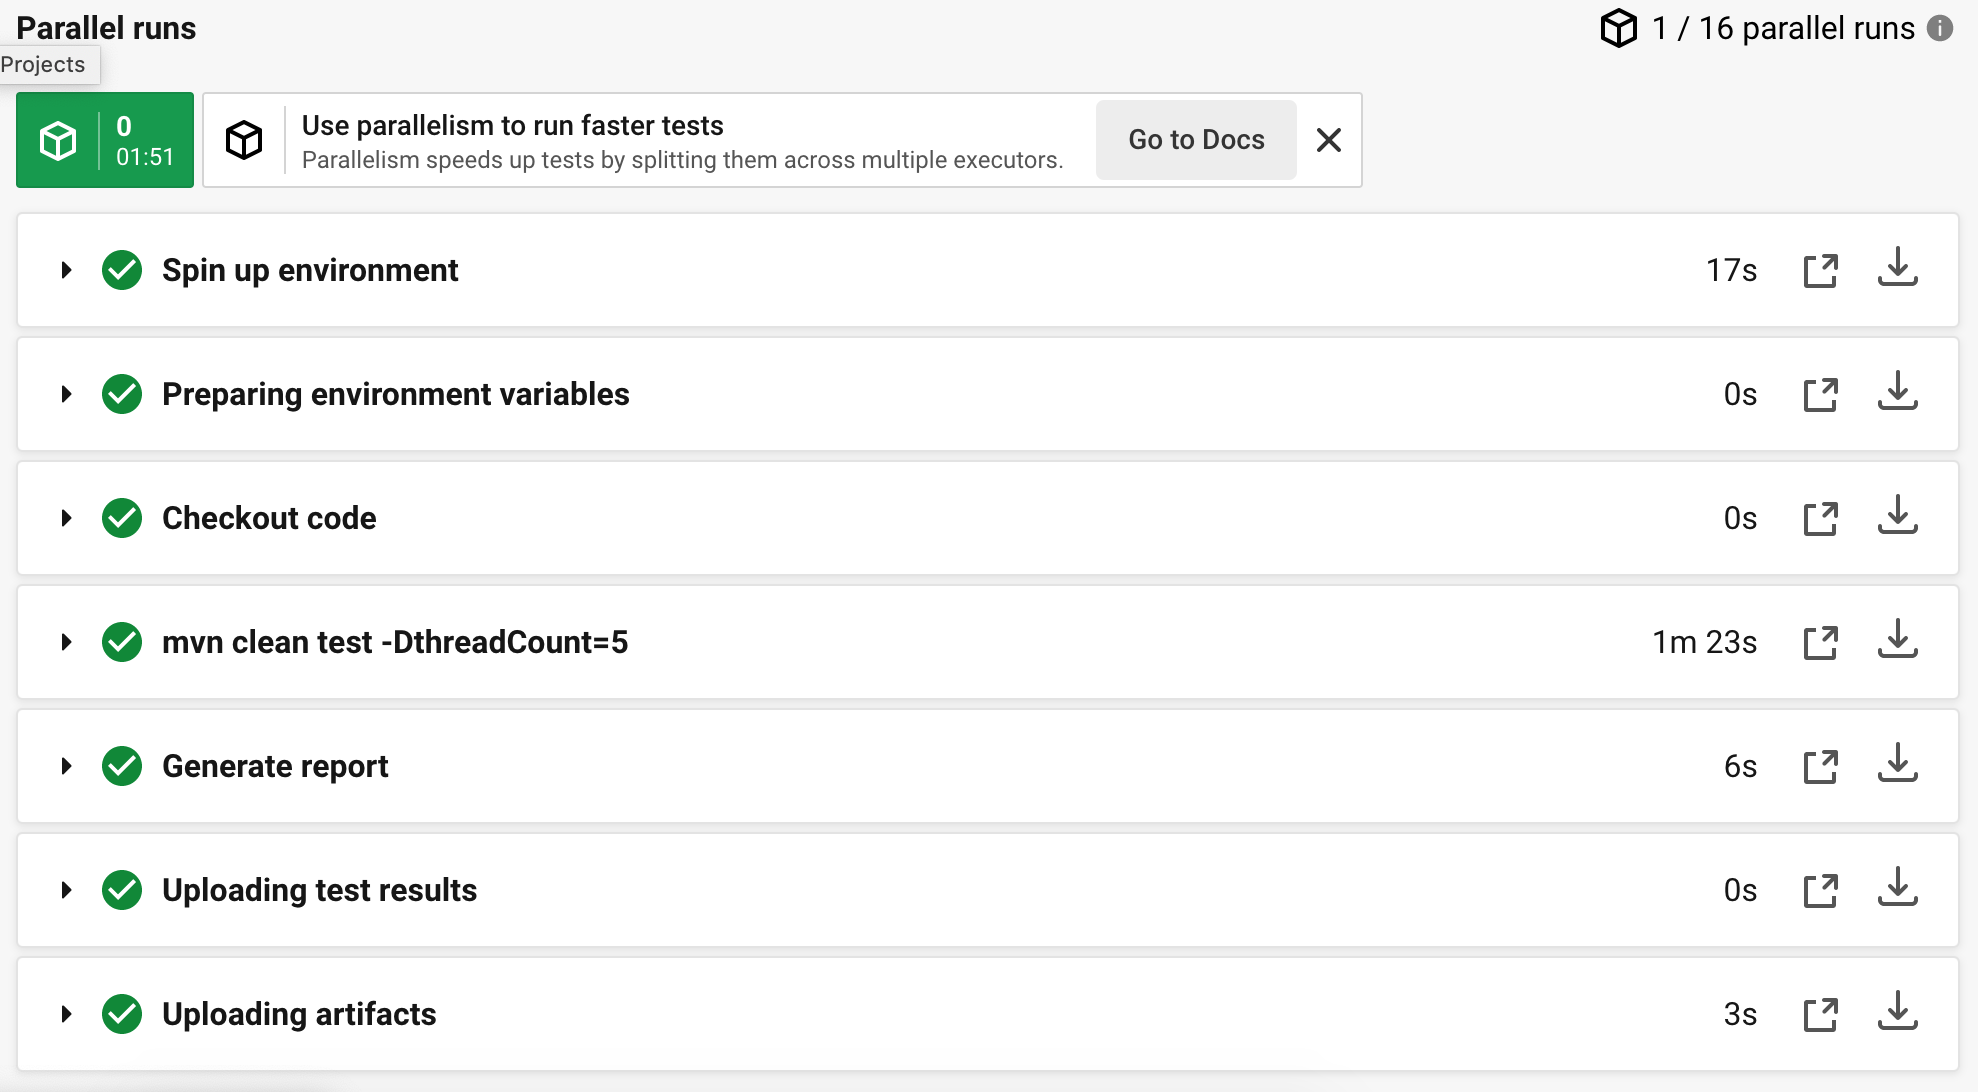 Parallel runs
1 / 16 parallel runs
Projects
0
01:51
Use parallelism to run faster tests
Parallelism speeds up tests by splitting them across multiple executors.
Go to Docs
Spin up environment 17s
Preparing environment variables 0s
Checkout code 0s
mvn clean test -DthreadCount=5 1m 23s
Generate report 6s
Uploading test results 0s
Uploading artifacts 3s